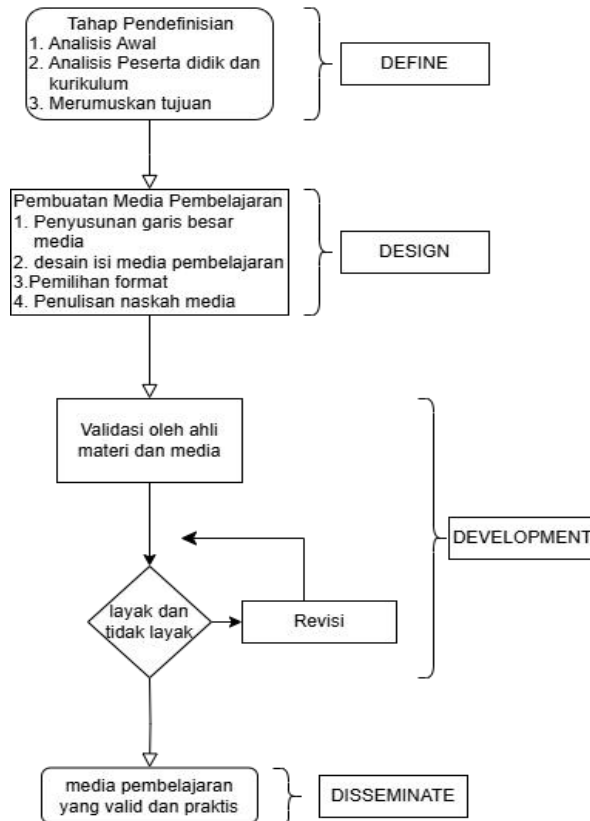 Tahap Pendefinisian
1. Analisis Awal
2. Analisis Peserta didik dan
kurikulum
3. Merumuskan tujuan
DEFINE
Pembuatan Media Pembelajaran
1. Penyusunan garis besar
media
2. desain isi media pembelajaran
3.Pemilihan format
4. Penulisan naskah media
DESIGN
Validasi oleh ahli
materi dan media
DEVELOPMENT
layak dan
tidak layak
Revisi
media pembelajaran
yang valid dan praktis
DISSEMINATE